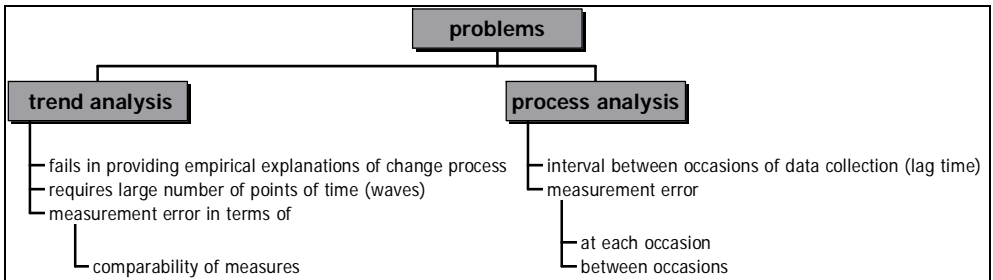 problems
trend analysis
fails in providing empirical explanations of change process
requires large number of points of time (waves)
measurement error in terms of
comparability of measures
process analysis
interval between occasions of data collection (lag time)
measurement error
at each occasion
between occasions